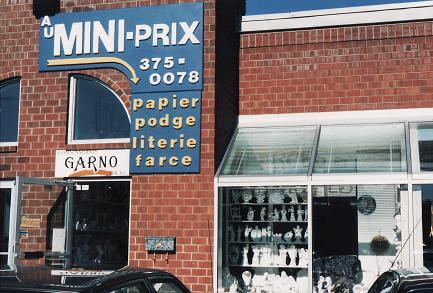 AU MINI-PRIX
375-
0078
papier
podge
literie
farce
GARNO